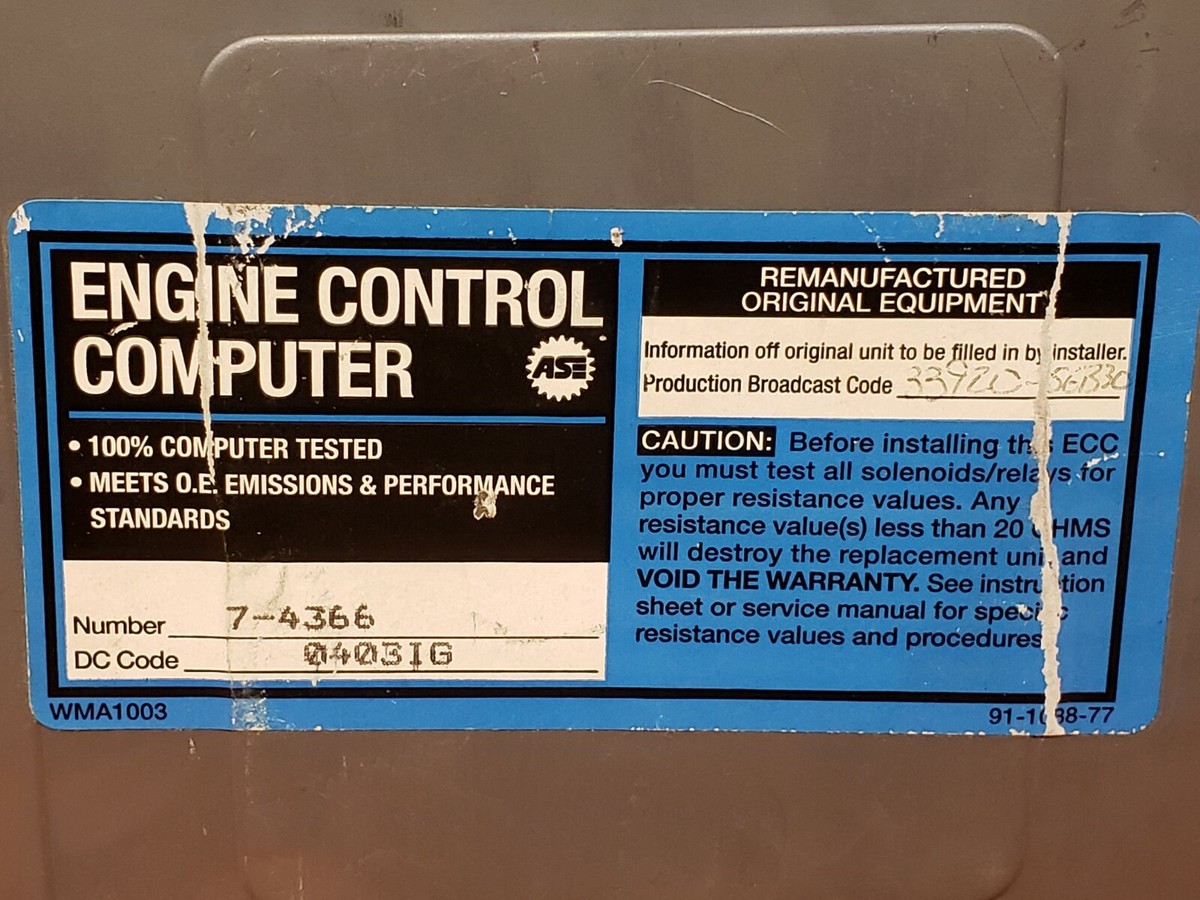 ENGINE CONTROL
COMPUTER
ASE
• 100% COMPUTER TESTED
• MEETS O.E. EMISSIONS & PERFORMANCE
STANDARDS
Number 7-4366
DC Code 0403IG
WMA1003
REMANUFACTURED
ORIGINAL EQUIPMENT
Information off original unit to be filled in by installer.
Production Broadcast Code
CAUTION: Before installing this ECC
you must test all solenoids/relays for
proper resistance values. Any
resistance value(s) less than 20 OHMS
will destroy the replacement unit and
VOID THE WARRANTY. See instruction
sheet or service manual for specific
resistance values and procedures
91-1088-77